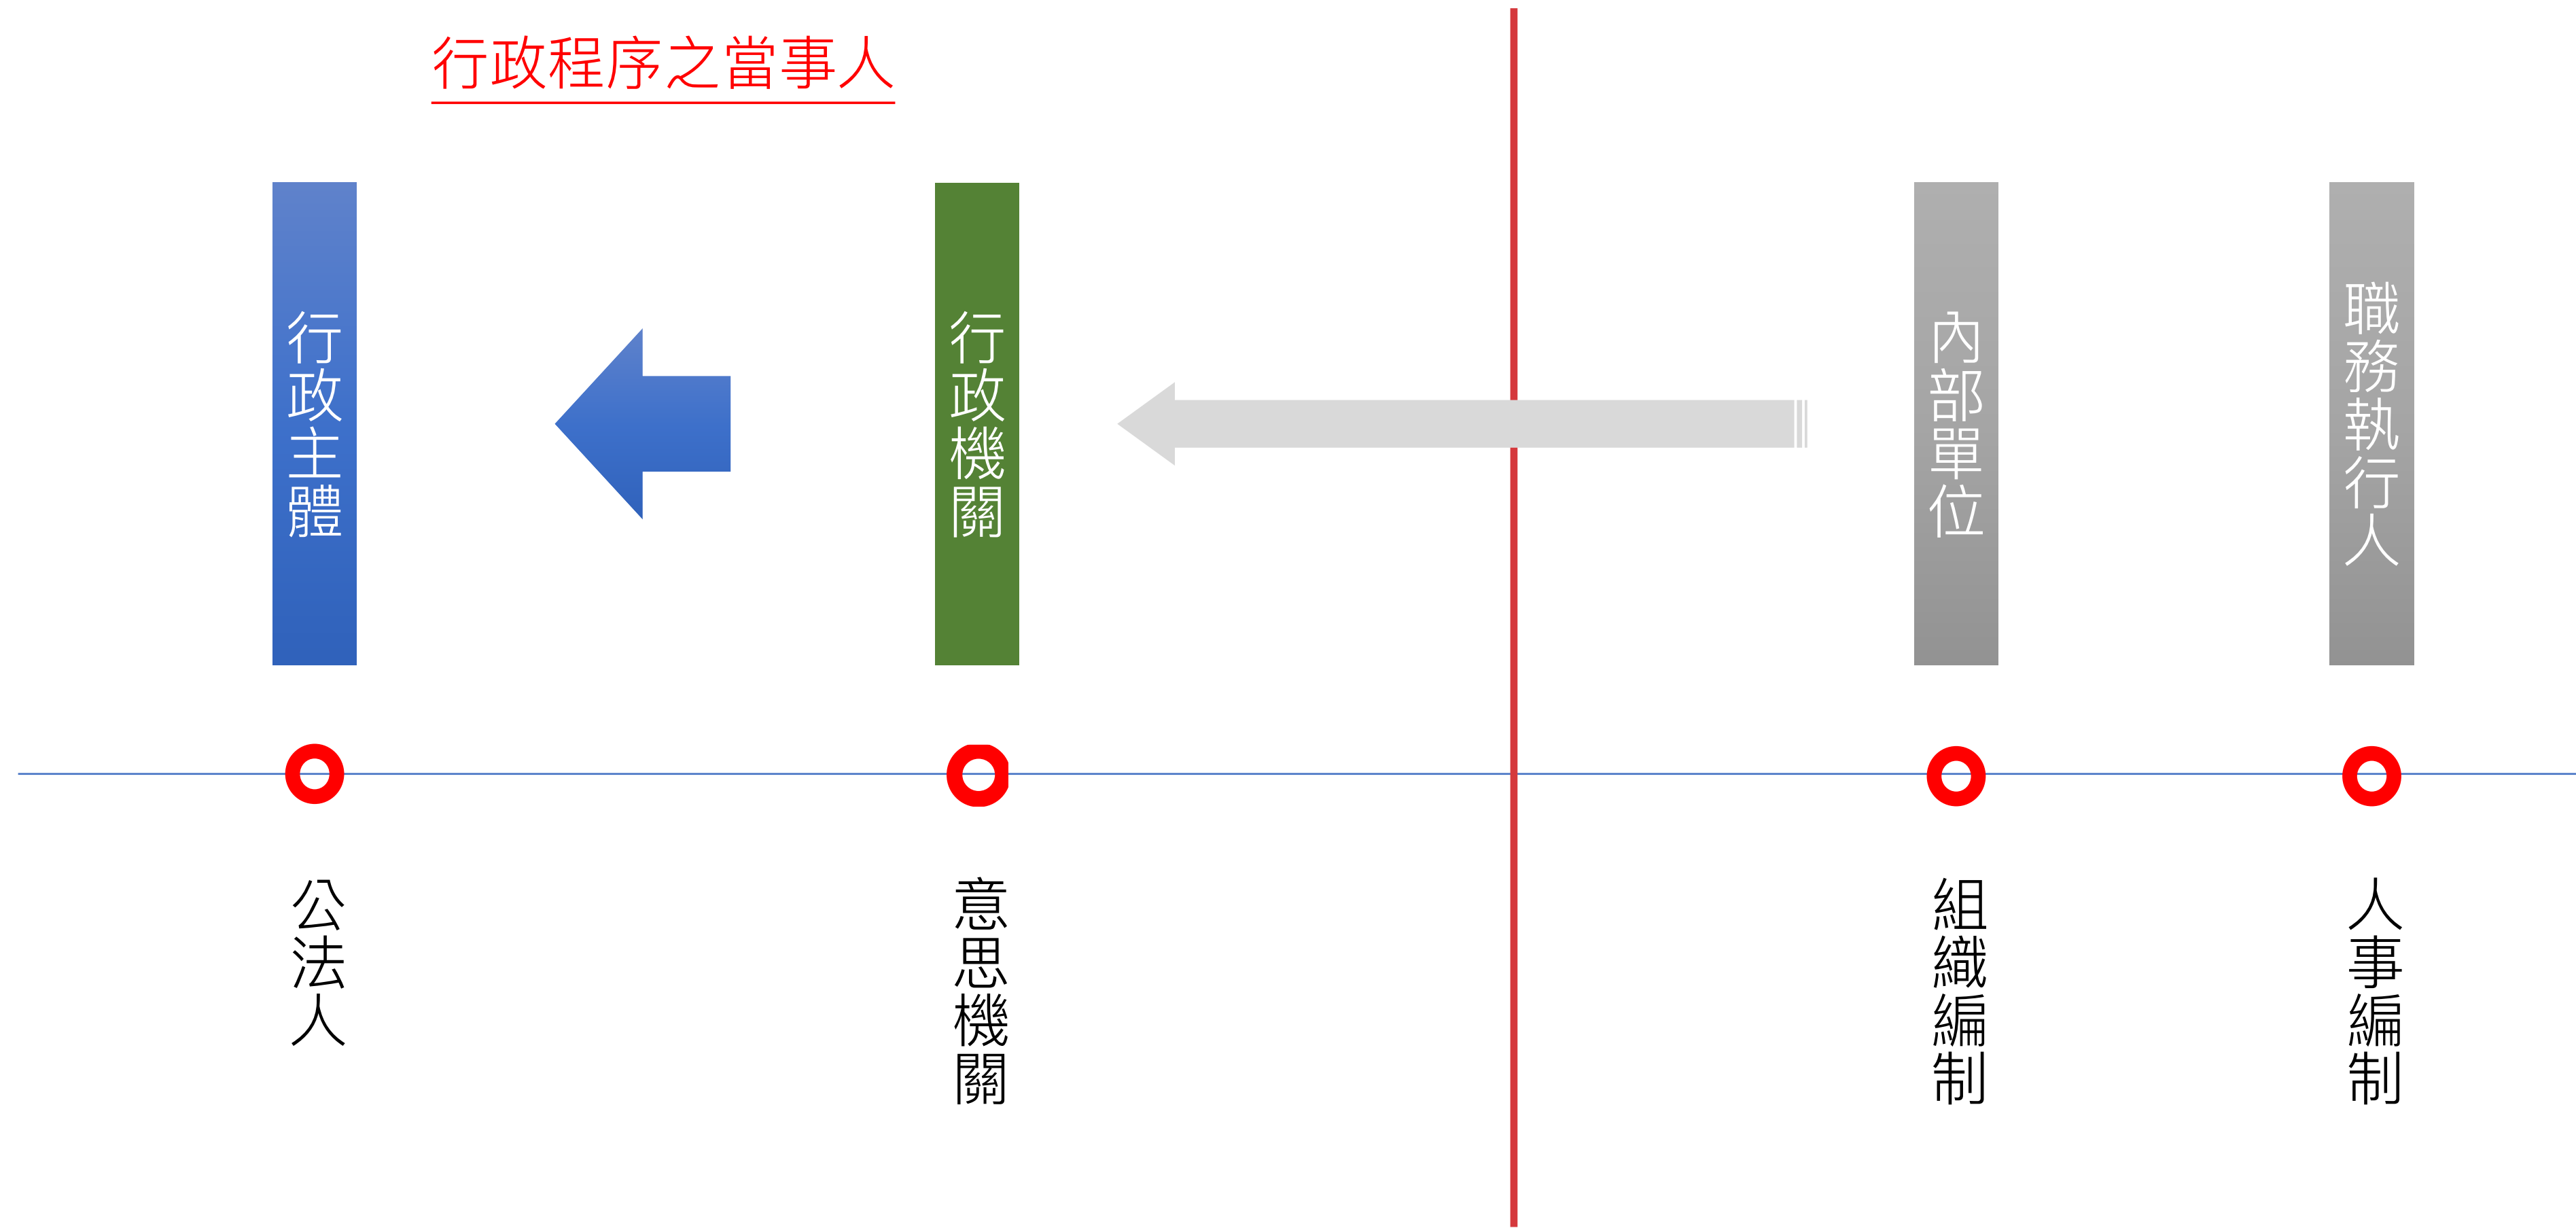 行政程序之當事人
行政主體
行政機關
內部單位
職務執行人
公法人
意思機關
組織編制
人事編制